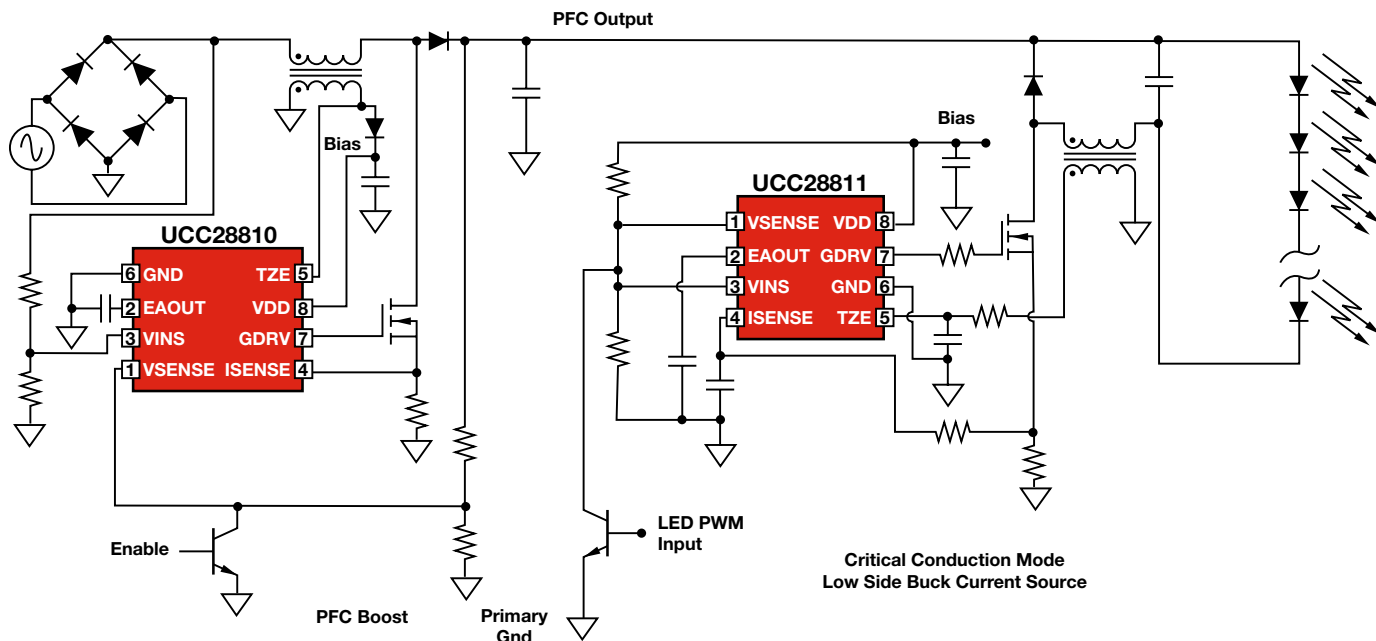 PFC Output
Bias
Bias
UCC28810
6 GND
TZE 5
2 EAOUT
VDD 8
3 VINS
GDRV 7
1 VSENSE
ISENSE 4
UCC28811
1 VSENSE
VDD 8
2 EAOUT
GDRV 7
3 VINS
GND 6
4 ISENSE
TZE 5
Enable
LED PWM
Input
Critical Conduction Mode
Low Side Buck Current Source
PFC Boost
Primary
Gnd